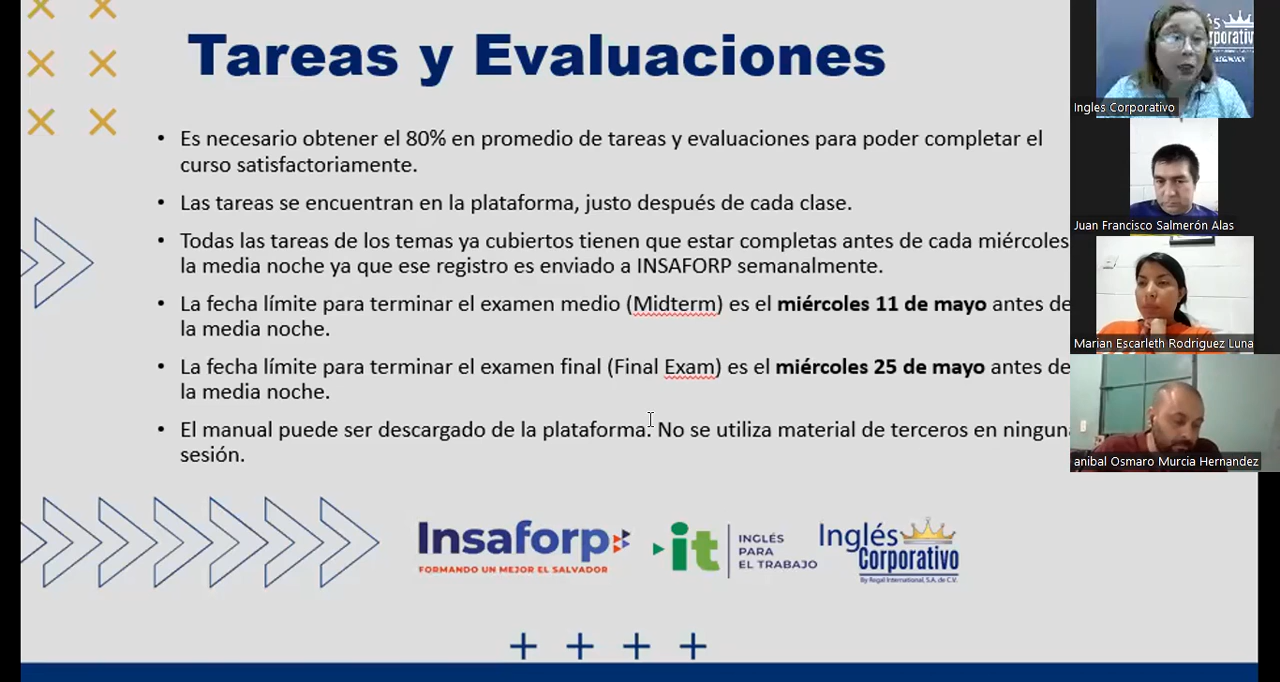 Tareas y Evaluaciones
• Es necesario obtener el 80% en promedio de tareas y evaluaciones para poder completar el
curso satisfactoriamente.
• Las tareas se encuentran en la plataforma, justo después de cada clase.
• Todas las tareas de los temas ya cubiertos tienen que estar completas antes de cada miércoles
la media noche ya que ese registro es enviado a INSAFORP semanalmente.
• La fecha límite para terminar el examen medio (Midterm) es el miércoles 11 de mayo antes de
la media noche.
• La fecha límite para terminar el examen final (Final Exam) es el miércoles 25 de mayo antes de
la media noche.
• El manual puede ser descargado de la plataforma. No se utiliza material de terceros en ninguna
sesión.
Insaforp
FORMANDO UN MEJOR EL SALVADOR
it
INGLÉS
PARA
EL TRABAJO
Inglés
Corporativo
By Regal International, S.A. de C.V.
Ingles Corporativo
Juan Francisco Salmerón Alas
Marian Escarleth Rodríguez Luna
anibal Osmaro Murcia Hernandez